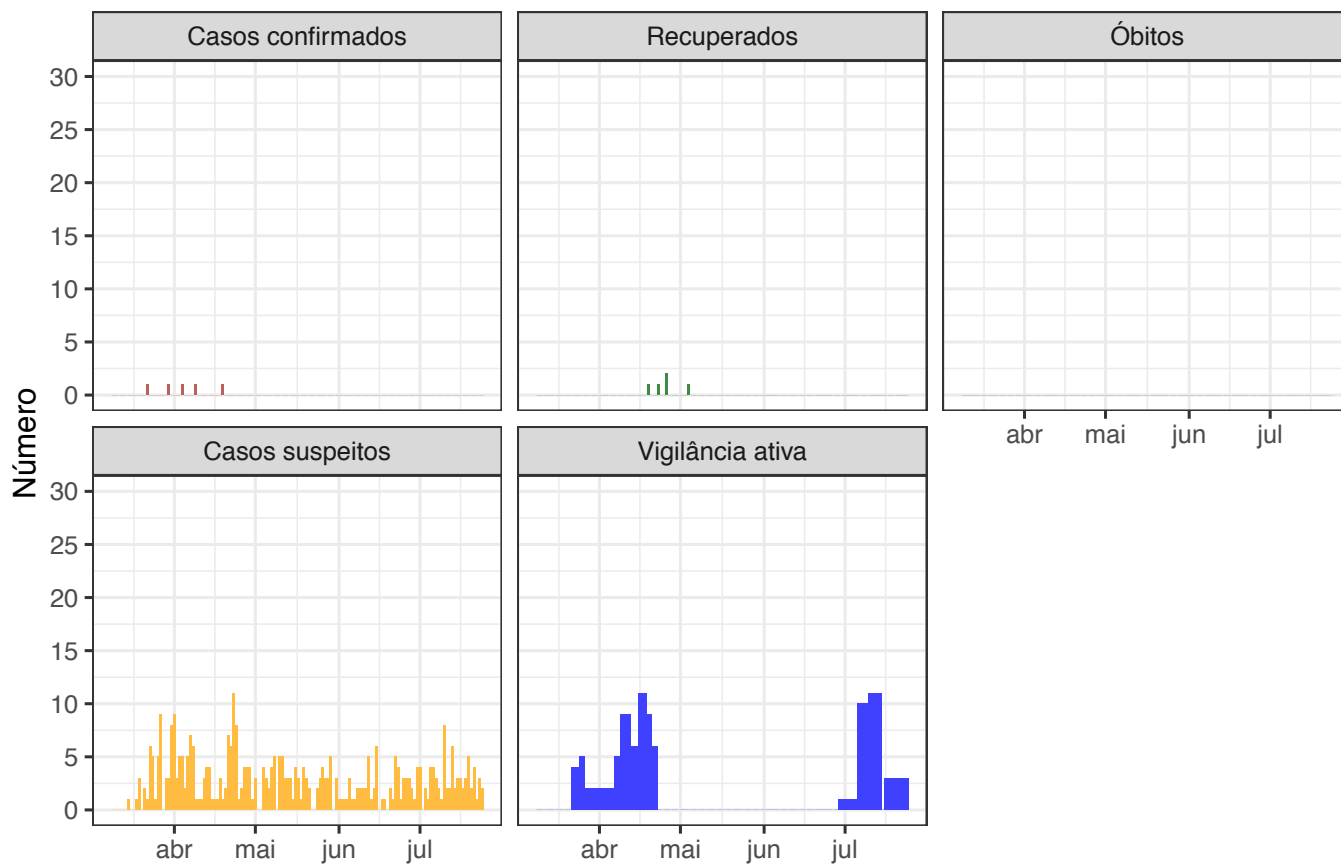 Casos confirmados
Recuperados
Óbitos
30
25
20
15
10
5
0
abr mai jun jul
Número
Casos suspeitos
Vigilância ativa
30
25
20
15
10
5
0
abr mai jun jul
abr mai jun jul